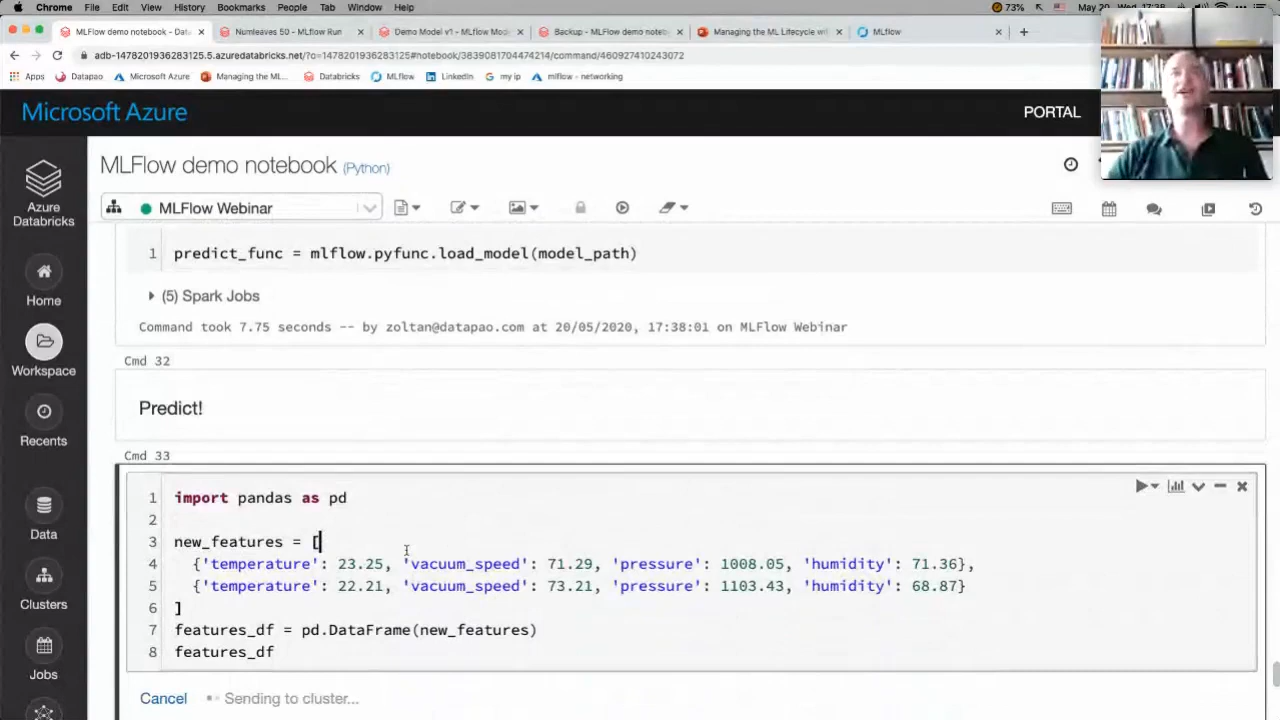 Chrome File Edit View History Bookmarks People Tab Window Help 73% May 20
MLFlow demo notebook - Data Numleaves 50 - MLflow Run Demo Model v1 - MLflow Mode Backup - MLFlow demo noteb Managing the ML Lifecycle wit MLflow
adb-1478201936283125.5.azuredatabricks.net/?o=1478201936283125#notebook/3839081704474214/command/460927410243072
Apps Datapao Microsoft Azure Managing the ML... Databricks MLflow LinkedIn my ip mlflow - networking
Microsoft Azure PORTAL
MLFlow demo notebook (Python)
Azure Databricks
MLFlow Webinar
Home
Workspace
Recents
Data
Clusters
Jobs
1 predict_func = mlflow.pyfunc.load_model(model_path)
(5) Spark Jobs
Command took 7.75 seconds -- by zoltan@datapao.com at 20/05/2020, 17:38:01 on MLFlow Webinar
Cmd 32
Predict!
Cmd 33
1 import pandas as pd
2
3 new_features = [
4 {'temperature': 23.25, 'vacuum_speed': 71.29, 'pressure': 1008.05, 'humidity': 71.36},
5 {'temperature': 22.21, 'vacuum_speed': 73.21, 'pressure': 1103.43, 'humidity': 68.87}
6 ]
7 features_df = pd.DataFrame(new_features)
8 features_df
Cancel Sending to cluster...